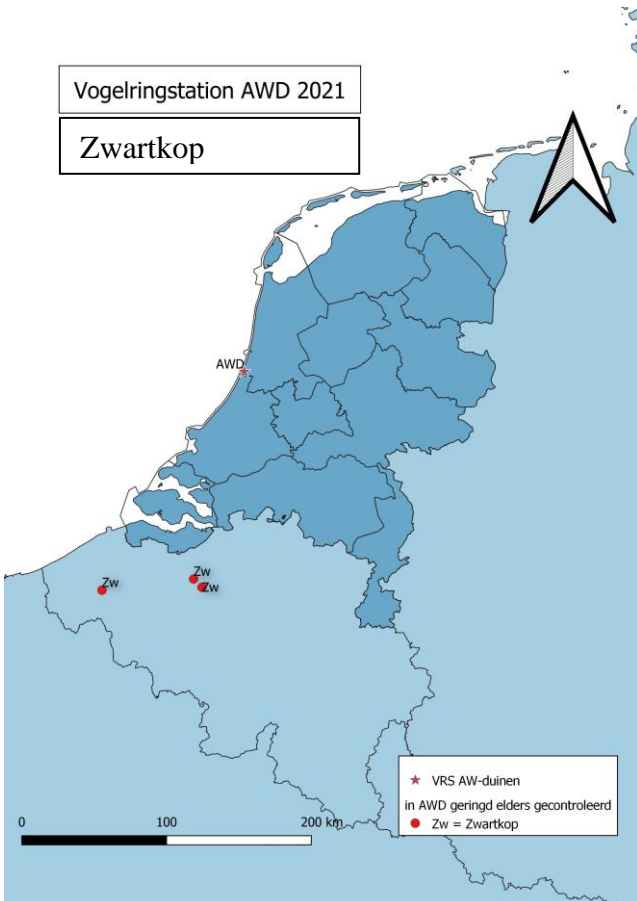 Vogelringstation AWD 2021
Zwartkop
AWD
Zw
Zw
Zw
VRS AW-duinen
in AWD geringd elders gecontroleerd
Zw = Zwartkop
0 100 200 km